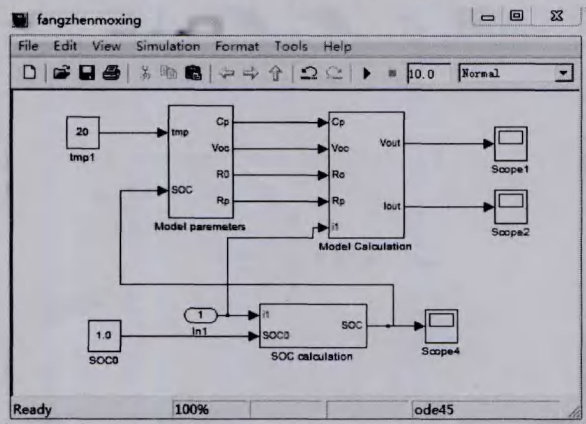 fangzhenmoxing
File Edit View Simulation Format Tools Help
10.0 Normal
20
tmp1
tmp
SOC
Cp
Voc
R0
Rp
Model paremeters
Cp
Voc
Ro
Rp
i1
Vout
Iout
Model Calculation
Scope1
Scope2
1
In1
1.0
SOC0
i1
SOC0
SOC
SOC calculation
Scope4
Ready 100% ode45